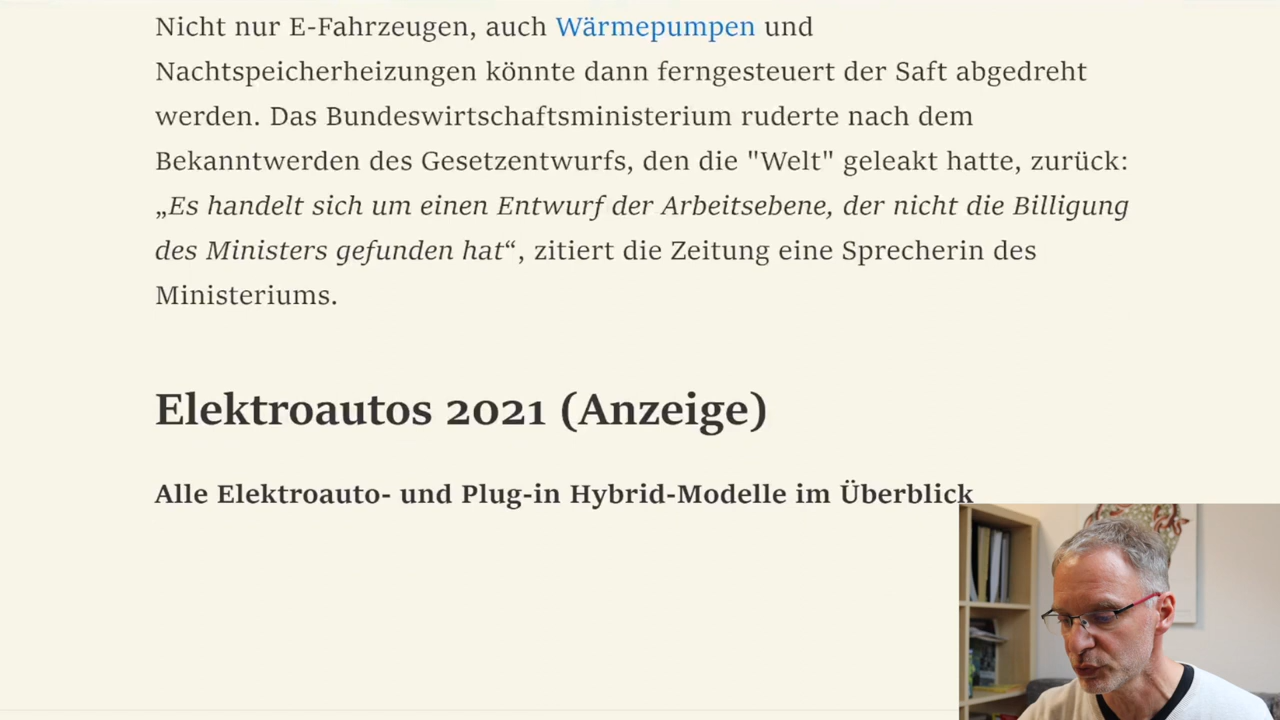 Nicht nur E-Fahrzeugen, auch Wärmepumpen und
Nachtspeicherheizungen könnte dann ferngesteuert der Saft abgedreht
werden. Das Bundeswirtschaftsministerium ruderte nach dem
Bekanntwerden des Gesetzentwurfs, den die "Welt" geleakt hatte, zurück:
„Es handelt sich um einen Entwurf der Arbeitsebene, der nicht die Billigung
des Ministers gefunden hat“, zitiert die Zeitung eine Sprecherin des
Ministeriums.
Elektroautos 2021 (Anzeige)
Alle Elektroauto- und Plug-in Hybrid-Modelle im Überblick